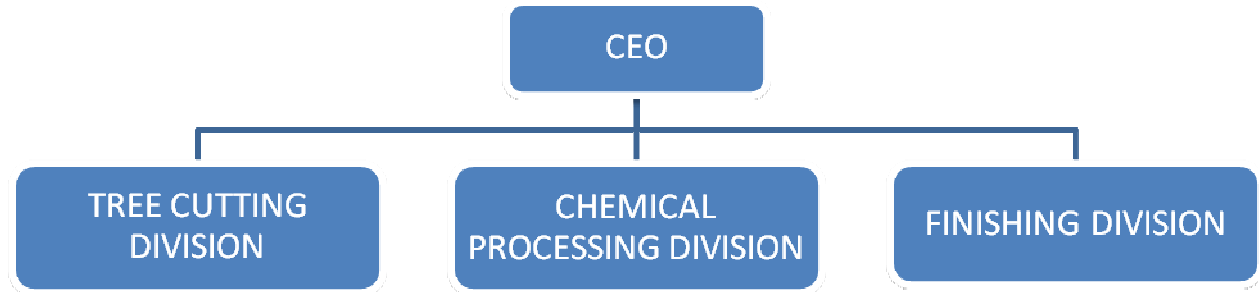 CEO
TREE CUTTING
DIVISION
CHEMICAL
PROCESSING DIVISION
FINISHING DIVISION